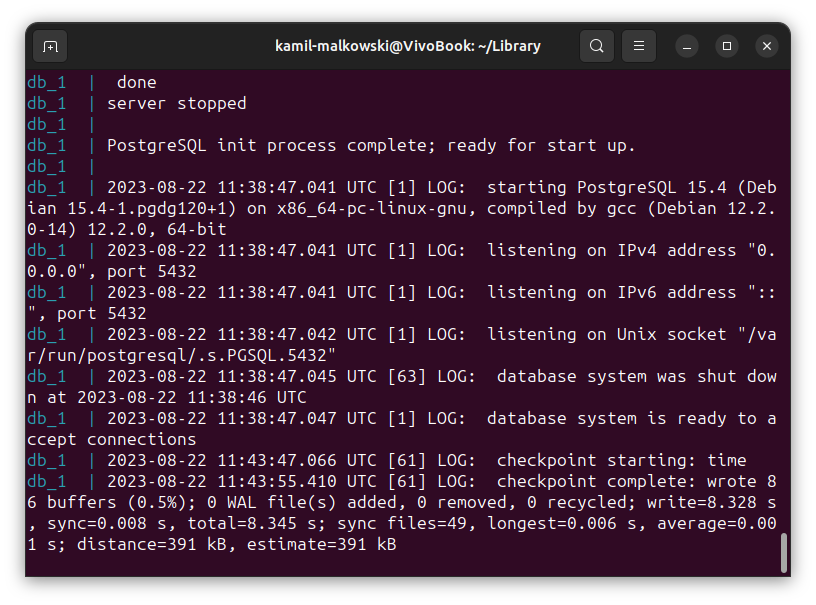 kamil-malkowski@VivoBook: ~/Library
db_1  |  done
db_1  | server stopped
db_1  |
db_1  | PostgreSQL init process complete; ready for start up.
db_1  |
db_1  | 2023-08-22 11:38:47.041 UTC [1] LOG:  starting PostgreSQL 15.4 (Deb
ian 15.4-1.pgdg120+1) on x86_64-pc-linux-gnu, compiled by gcc (Debian 12.2.
0-14) 12.2.0, 64-bit
db_1  | 2023-08-22 11:38:47.041 UTC [1] LOG:  listening on IPv4 address "0.
0.0.0", port 5432
db_1  | 2023-08-22 11:38:47.041 UTC [1] LOG:  listening on IPv6 address "::
", port 5432
db_1  | 2023-08-22 11:38:47.042 UTC [1] LOG:  listening on Unix socket "/va
r/run/postgresql/.s.PGSQL.5432"
db_1  | 2023-08-22 11:38:47.045 UTC [63] LOG:  database system was shut dow
n at 2023-08-22 11:38:46 UTC
db_1  | 2023-08-22 11:38:47.047 UTC [1] LOG:  database system is ready to a
ccept connections
db_1  | 2023-08-22 11:43:47.066 UTC [61] LOG:  checkpoint starting: time
db_1  | 2023-08-22 11:43:55.410 UTC [61] LOG:  checkpoint complete: wrote 8
6 buffers (0.5%); 0 WAL file(s) added, 0 removed, 0 recycled; write=8.328 s
, sync=0.008 s, total=8.345 s; sync files=49, longest=0.006 s, average=0.00
1 s; distance=391 kB, estimate=391 kB